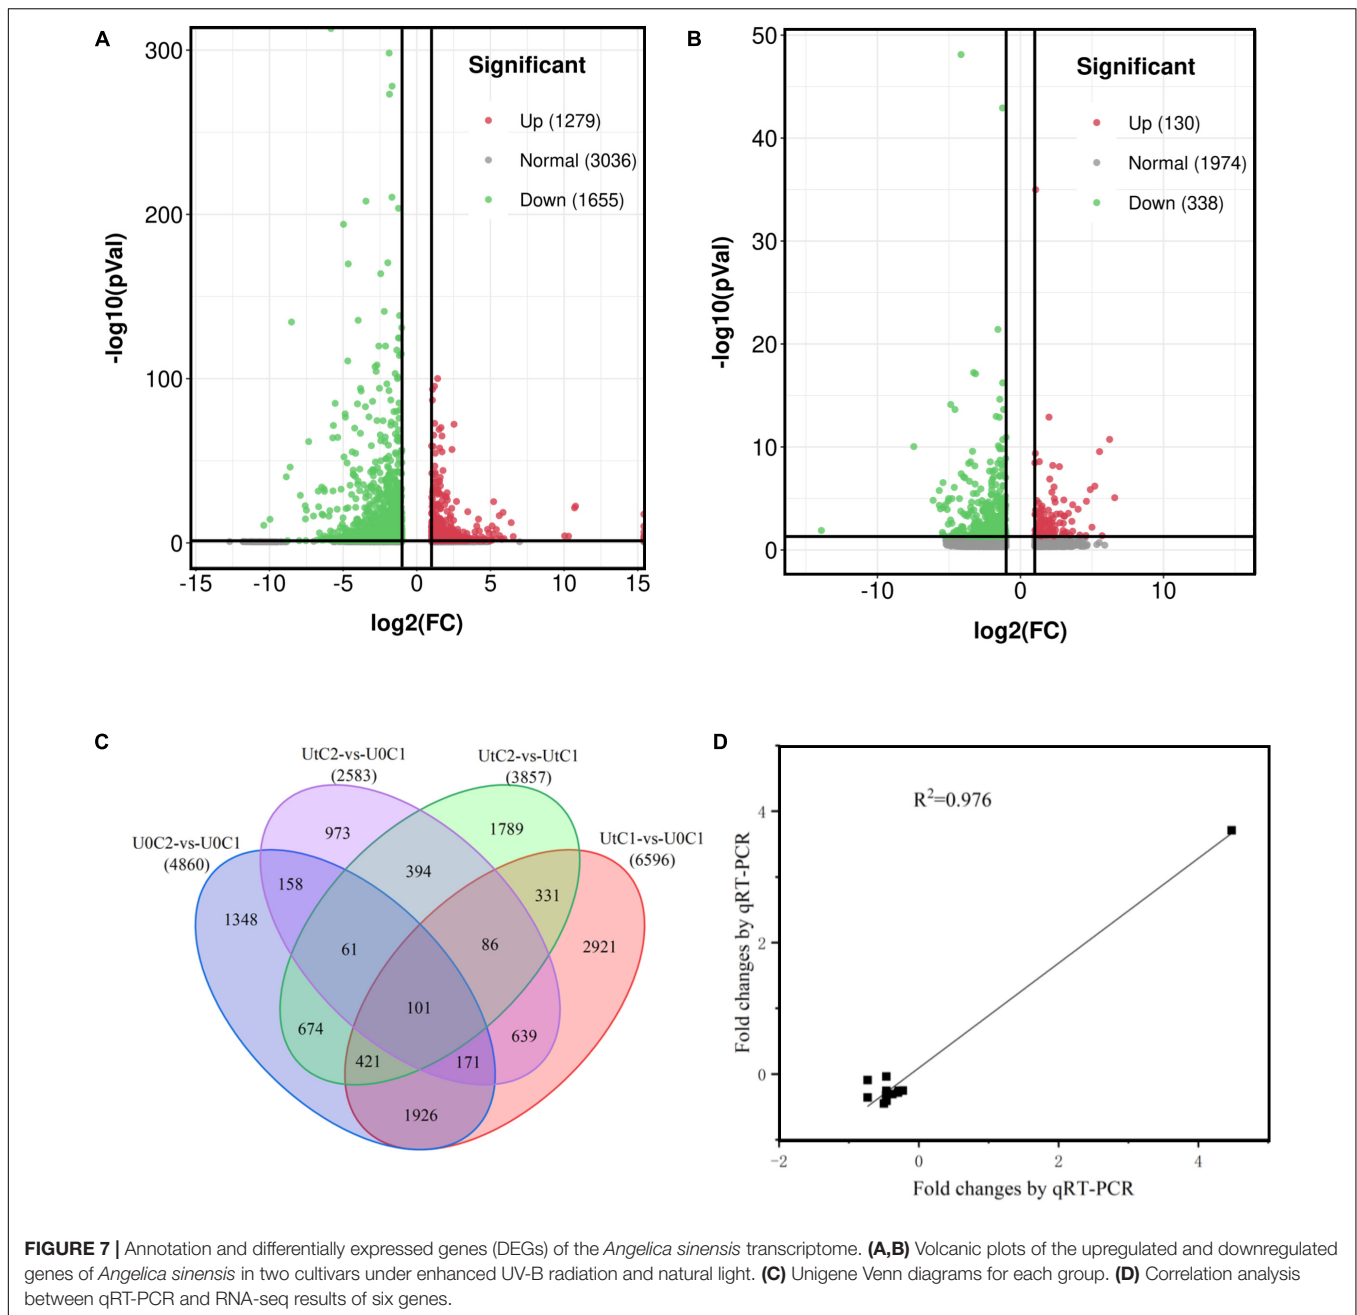 A
300
200
100
0
-log10(pVal)
Significant
Up (1279)
Normal (3036)
Down (1655)
-15 -10 -5 0 5 10 15
log2(FC)
B
50
40
30
20
10
0
-log10(pVal)
Significant
Up (130)
Normal (1974)
Down (338)
-10 0 10
log2(FC)
C
UtC2-vs-U0C1
(2583)
UtC2-vs-UtC1
(3857)
U0C2-vs-U0C1
(4860)
UtC1-vs-U0C1
(6596)
973
1789
158
394
331
1348
61
86
2921
101
674
639
421
171
1926
D
R²=0.976
4
2
0
Fold changes by qRT-PCR
−2 0 2 4
Fold changes by qRT-PCR
FIGURE 7 | Annotation and differentially expressed genes (DEGs) of the Angelica sinensis transcriptome. (A,B) Volcanic plots of the upregulated and downregulated
genes of Angelica sinensis in two cultivars under enhanced UV-B radiation and natural light. (C) Unigene Venn diagrams for each group. (D) Correlation analysis
between qRT-PCR and RNA-seq results of six genes.